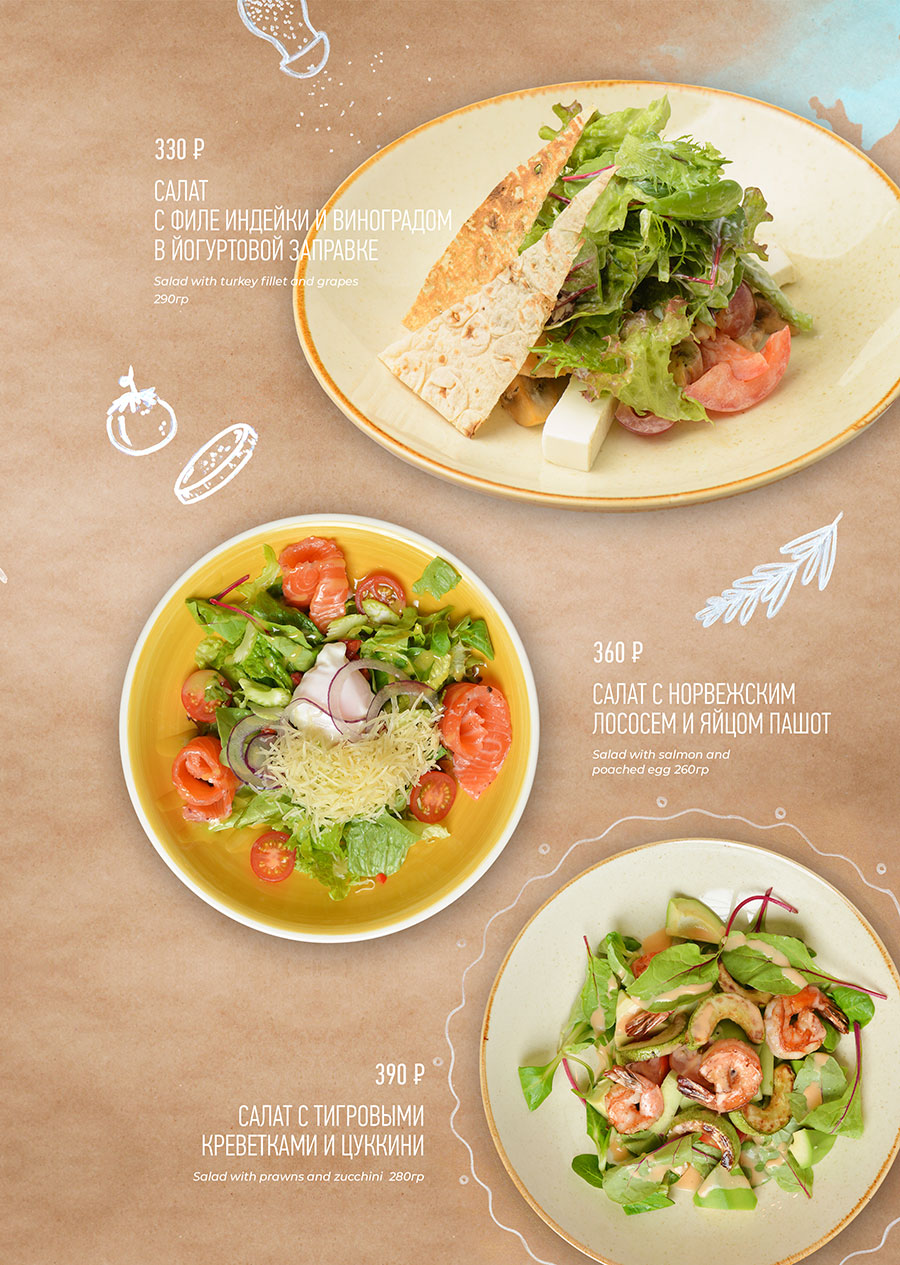 330 ₽
САЛАТ
С ФИЛЕ ИНДЕЙКИ И ВИНОГРАДОМ
В ЙОГУРТОВОЙ ЗАПРАВКЕ
Salad with turkey fillet and grapes
290гр
360 ₽
САЛАТ С НОРВЕЖСКИМ
ЛОСОСЕМ И ЯЙЦОМ ПАШОТ
Salad with salmon and
poached egg 260гр
390 ₽
САЛАТ С ТИГРОВЫМИ
КРЕВЕТКАМИ И ЦУККИНИ
Salad with prawns and zucchini 280гр